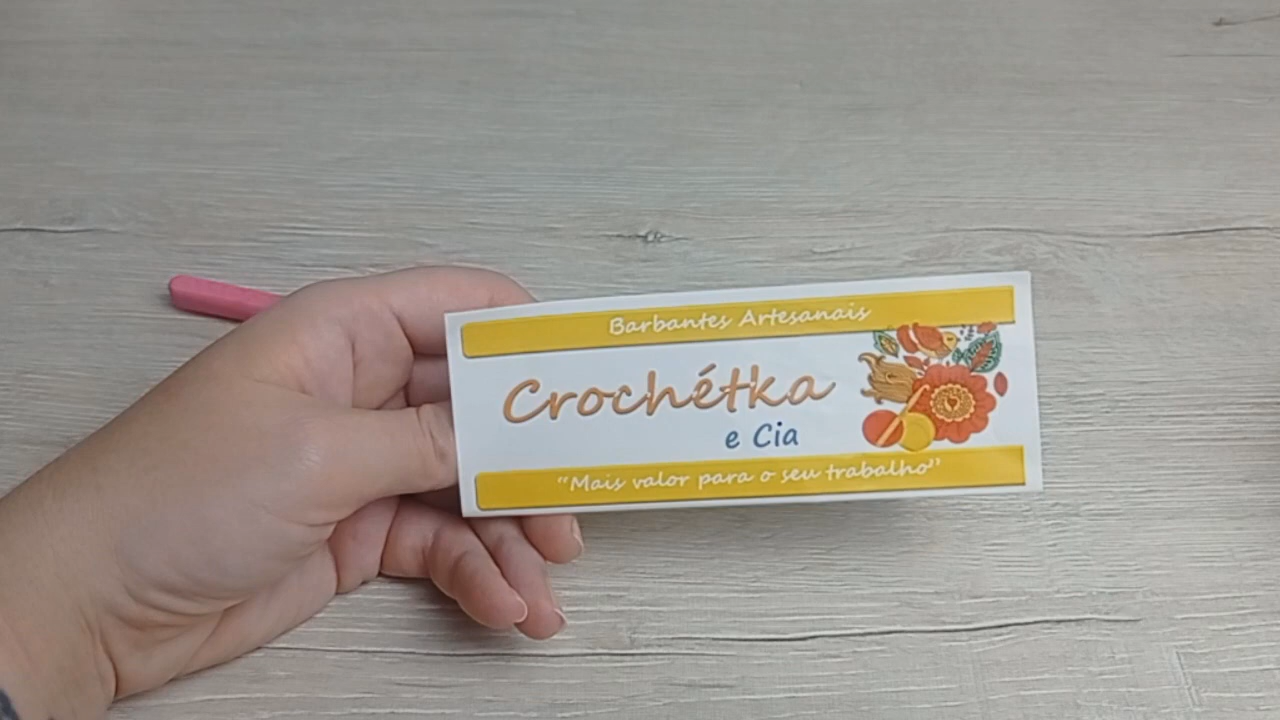 Barbantes Artesanais
Crochétka
e Cia
“Mais valor para o seu trabalho”